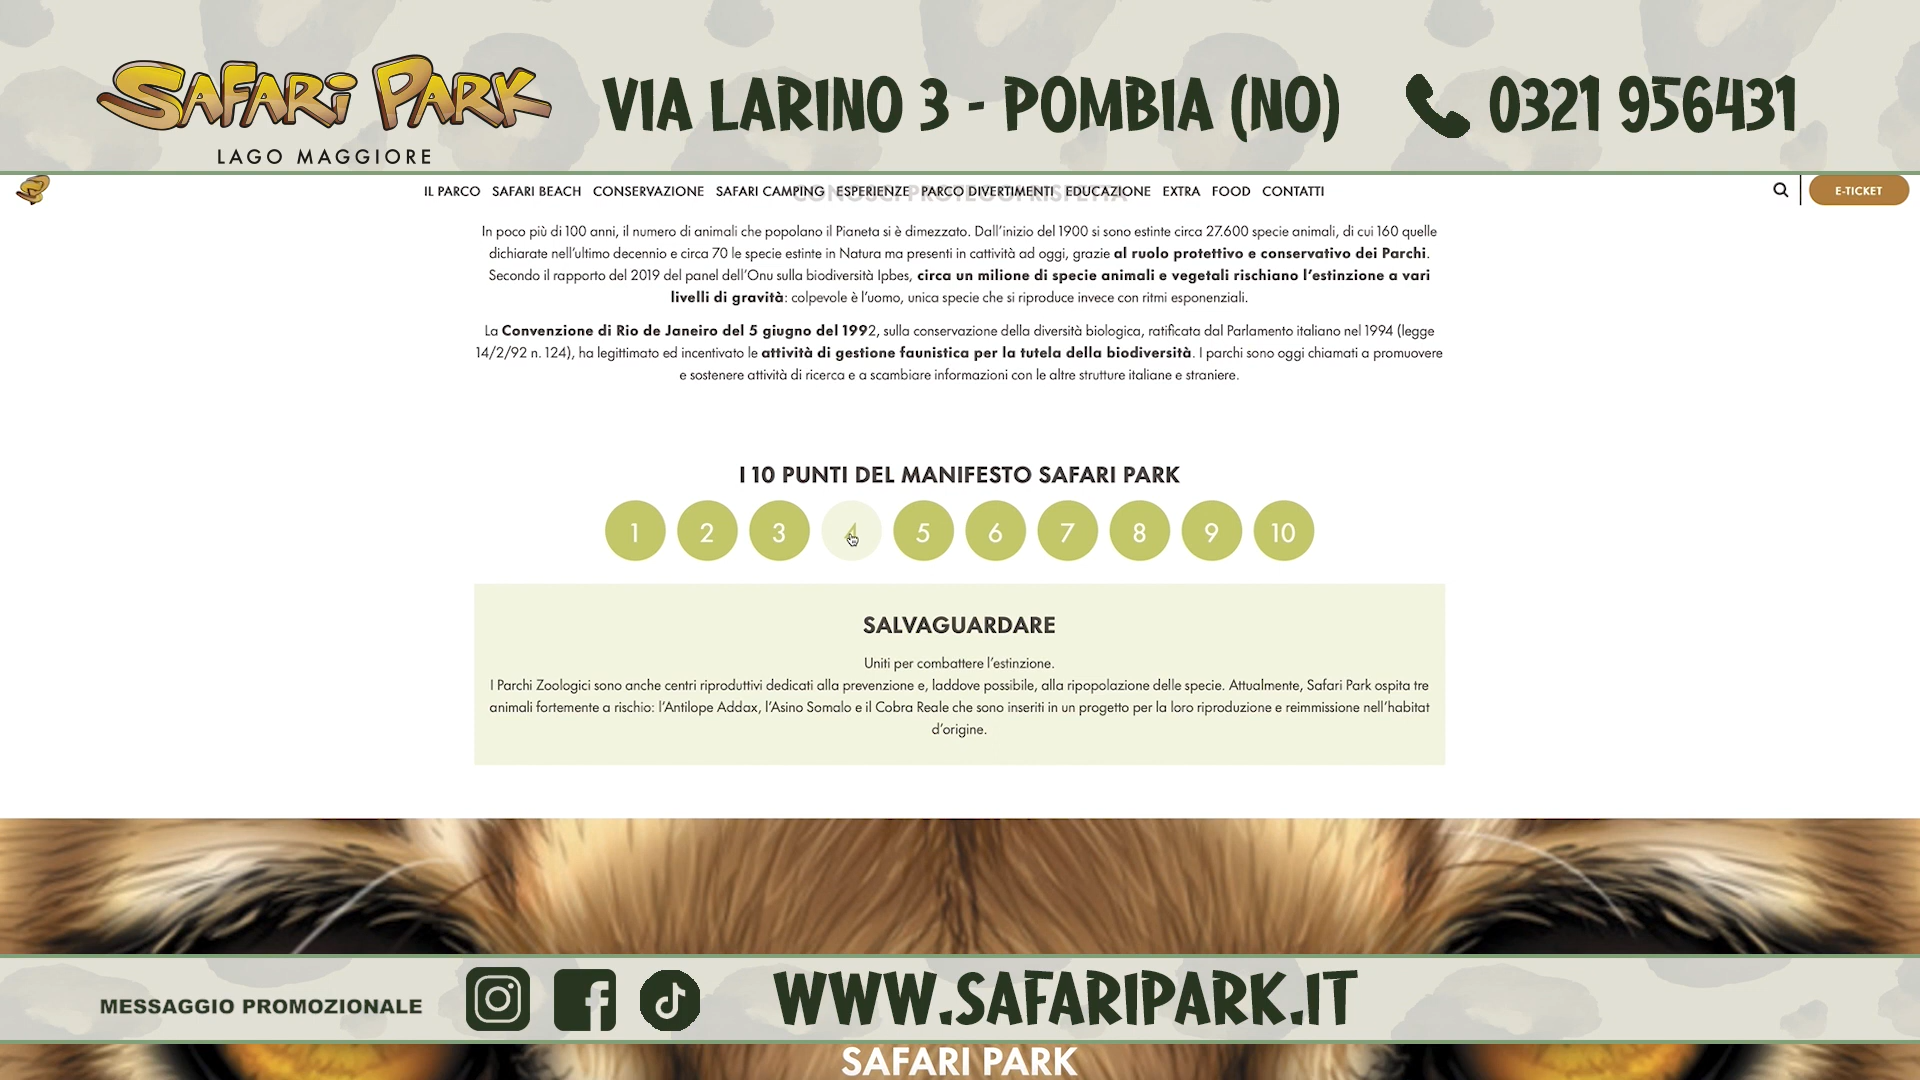 SAFARI PARK
LAGO MAGGIORE
VIA LARINO 3 - POMBIA (NO)
0321 956431
IL PARCO SAFARI BEACH CONSERVAZIONE SAFARI CAMPING ESPERIENZE PARCO DIVERTIMENTI EDUCAZIONE EXTRA FOOD CONTATTI
E-TICKET
In poco più di 100 anni, il numero di animali che popolano il Pianeta si è dimezzato. Dall'inizio del 1900 si sono estinte circa 27.600 specie animali, di cui 160 quelle
dichiarate nell'ultimo decennio e circa 70 le specie estinte in Natura ma presenti in cattività ad oggi, grazie al ruolo protettivo e conservativo dei Parchi.
Secondo il rapporto del 2019 del panel dell'Onu sulla biodiversità Ipbes, circa un milione di specie animali e vegetali rischiano l'estinzione a vari
livelli di gravità: colpevole è l'uomo, unica specie che si riproduce invece con ritmi esponenziali.
La Convenzione di Rio de Janeiro del 5 giugno del 1992, sulla conservazione della diversità biologica, ratificata dal Parlamento italiano nel 1994 (legge
14/2/92 n. 124), ha legittimato ed incentivato le attività di gestione faunistica per la tutela della biodiversità. I parchi sono oggi chiamati a promuovere
e sostenere attività di ricerca e a scambiare informazioni con le altre strutture italiane e straniere.
I 10 PUNTI DEL MANIFESTO SAFARI PARK
1 2 3 4 5 6 7 8 9 10
SALVAGUARDARE
Uniti per combattere l'estinzione.
I Parchi Zoologici sono anche centri riproduttivi dedicati alla prevenzione e, laddove possibile, alla ripopolazione delle specie. Attualmente, Safari Park ospita tre
animali fortemente a rischio: l'Antilope Addax, l'Asino Somalo e il Cobra Reale che sono inseriti in un progetto per la loro riproduzione e reimmissione nell'habitat
d'origine.
MESSAGGIO PROMOZIONALE
WWW.SAFARIPARK.IT
SAFARI PARK